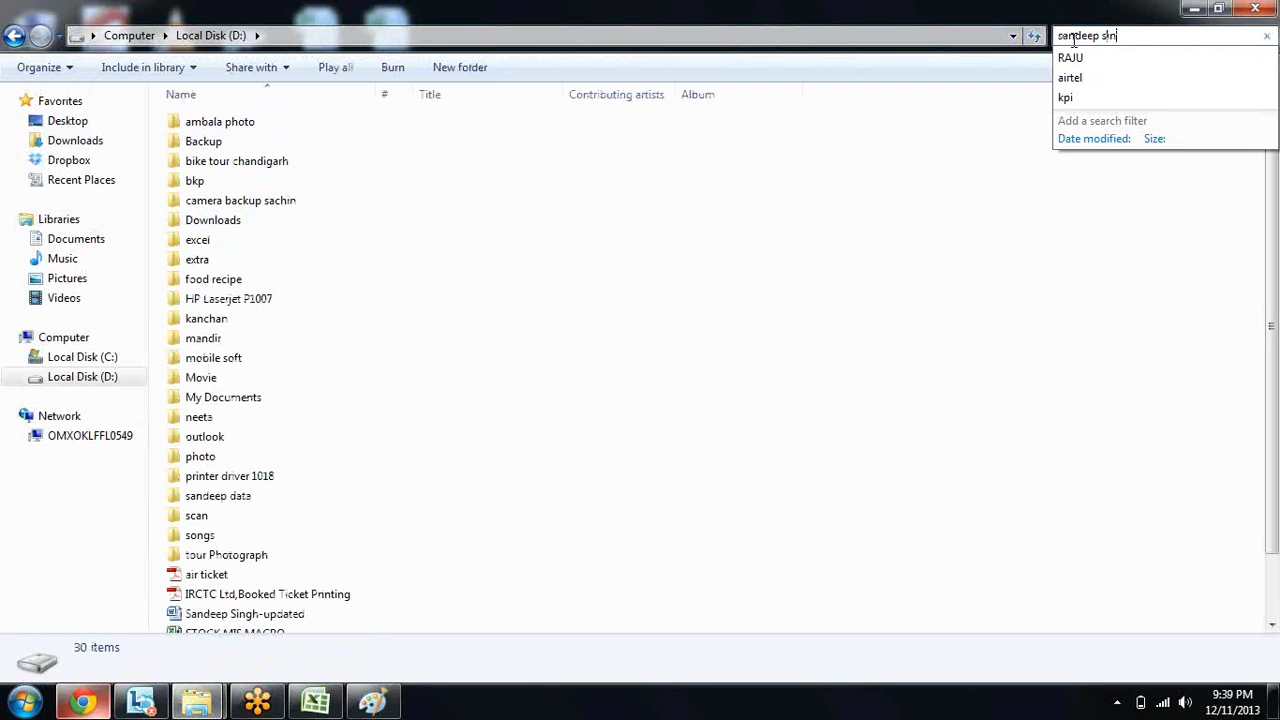 Computer
Local Disk (D:)
sandeep sin
RAJU
airtel
kpi
Add a search filter
Date modified: Size:
Organize
Include in library
Share with
Play all
Burn
New folder
Name
#
Title
Contributing artists
Album
Favorites
Desktop
Downloads
Dropbox
Recent Places
Libraries
Documents
Music
Pictures
Videos
Computer
Local Disk (C:)
Local Disk (D:)
Network
OMXOKLFFL0549
ambala photo
Backup
bike tour chandigarh
bkp
camera backup sachin
Downloads
excel
extra
food recipe
HP Laserjet P1007
kanchan
mandir
mobile soft
Movie
My Documents
neeta
outlook
photo
printer driver 1018
sandeep data
scan
songs
tour Photograph
air ticket
IRCTC Ltd,Booked Ticket Printing
Sandeep Singh-updated
STOCK MIS MACRO
30 items
9:39 PM
12/11/2013